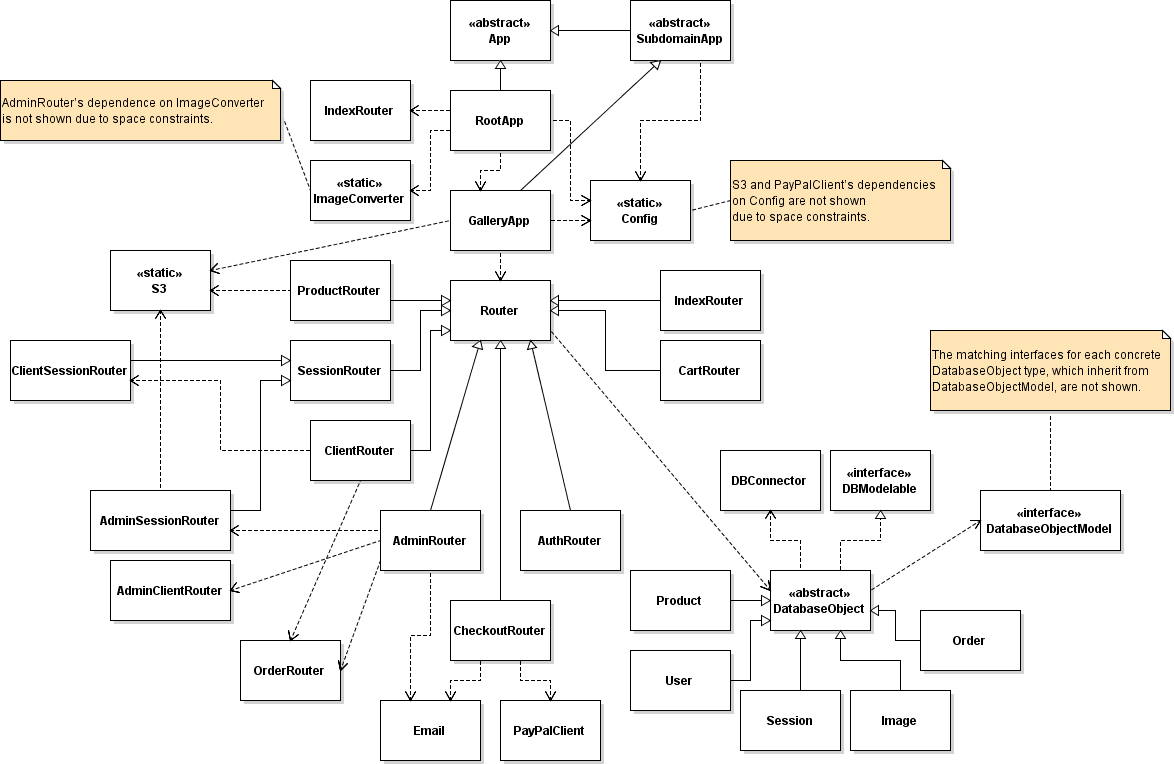 «abstract»
App
«abstract»
SubdomainApp
AdminRouter's dependence on ImageConverter
is not shown due to space constraints.
IndexRouter
RootApp
«static»
ImageConverter
S3 and PayPalClient's dependencies
on Config are not shown
due to space constraints.
«static»
Config
GalleryApp
«static»
S3
ProductRouter
Router
IndexRouter
ClientSessionRouter
SessionRouter
CartRouter
The matching interfaces for each concrete
DatabaseObject type, which inherit from
DatabaseObjectModel, are not shown.
ClientRouter
DBConnector
«interface»
DBModelable
AdminSessionRouter
AdminRouter
AuthRouter
«interface»
DatabaseObjectModel
AdminClientRouter
Product
«abstract»
DatabaseObject
CheckoutRouter
Order
OrderRouter
User
Email
PayPalClient
Session
Image